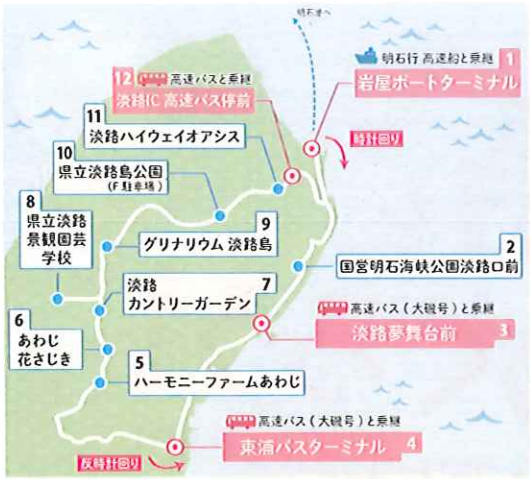 明石港へ
明石行 高速船と乗継
1
岩屋ポートターミナル
時計回り
12
高速バスと乗継
淡路IC 高速バス停前
11
淡路ハイウェイオアシス
10
県立淡路島公園
(F駐車場)
8
県立淡路
景観園芸
学校
9
グリナリウム 淡路島
2
国営明石海峡公園淡路口前
7
淡路
カントリーガーデン
高速バス(大磯号)と乗継
淡路夢舞台前
3
6
あわじ
花さじき
5
ハーモニーファームあわじ
高速バス(大磯号)と乗継
東浦バスターミナル
4
反時計回り